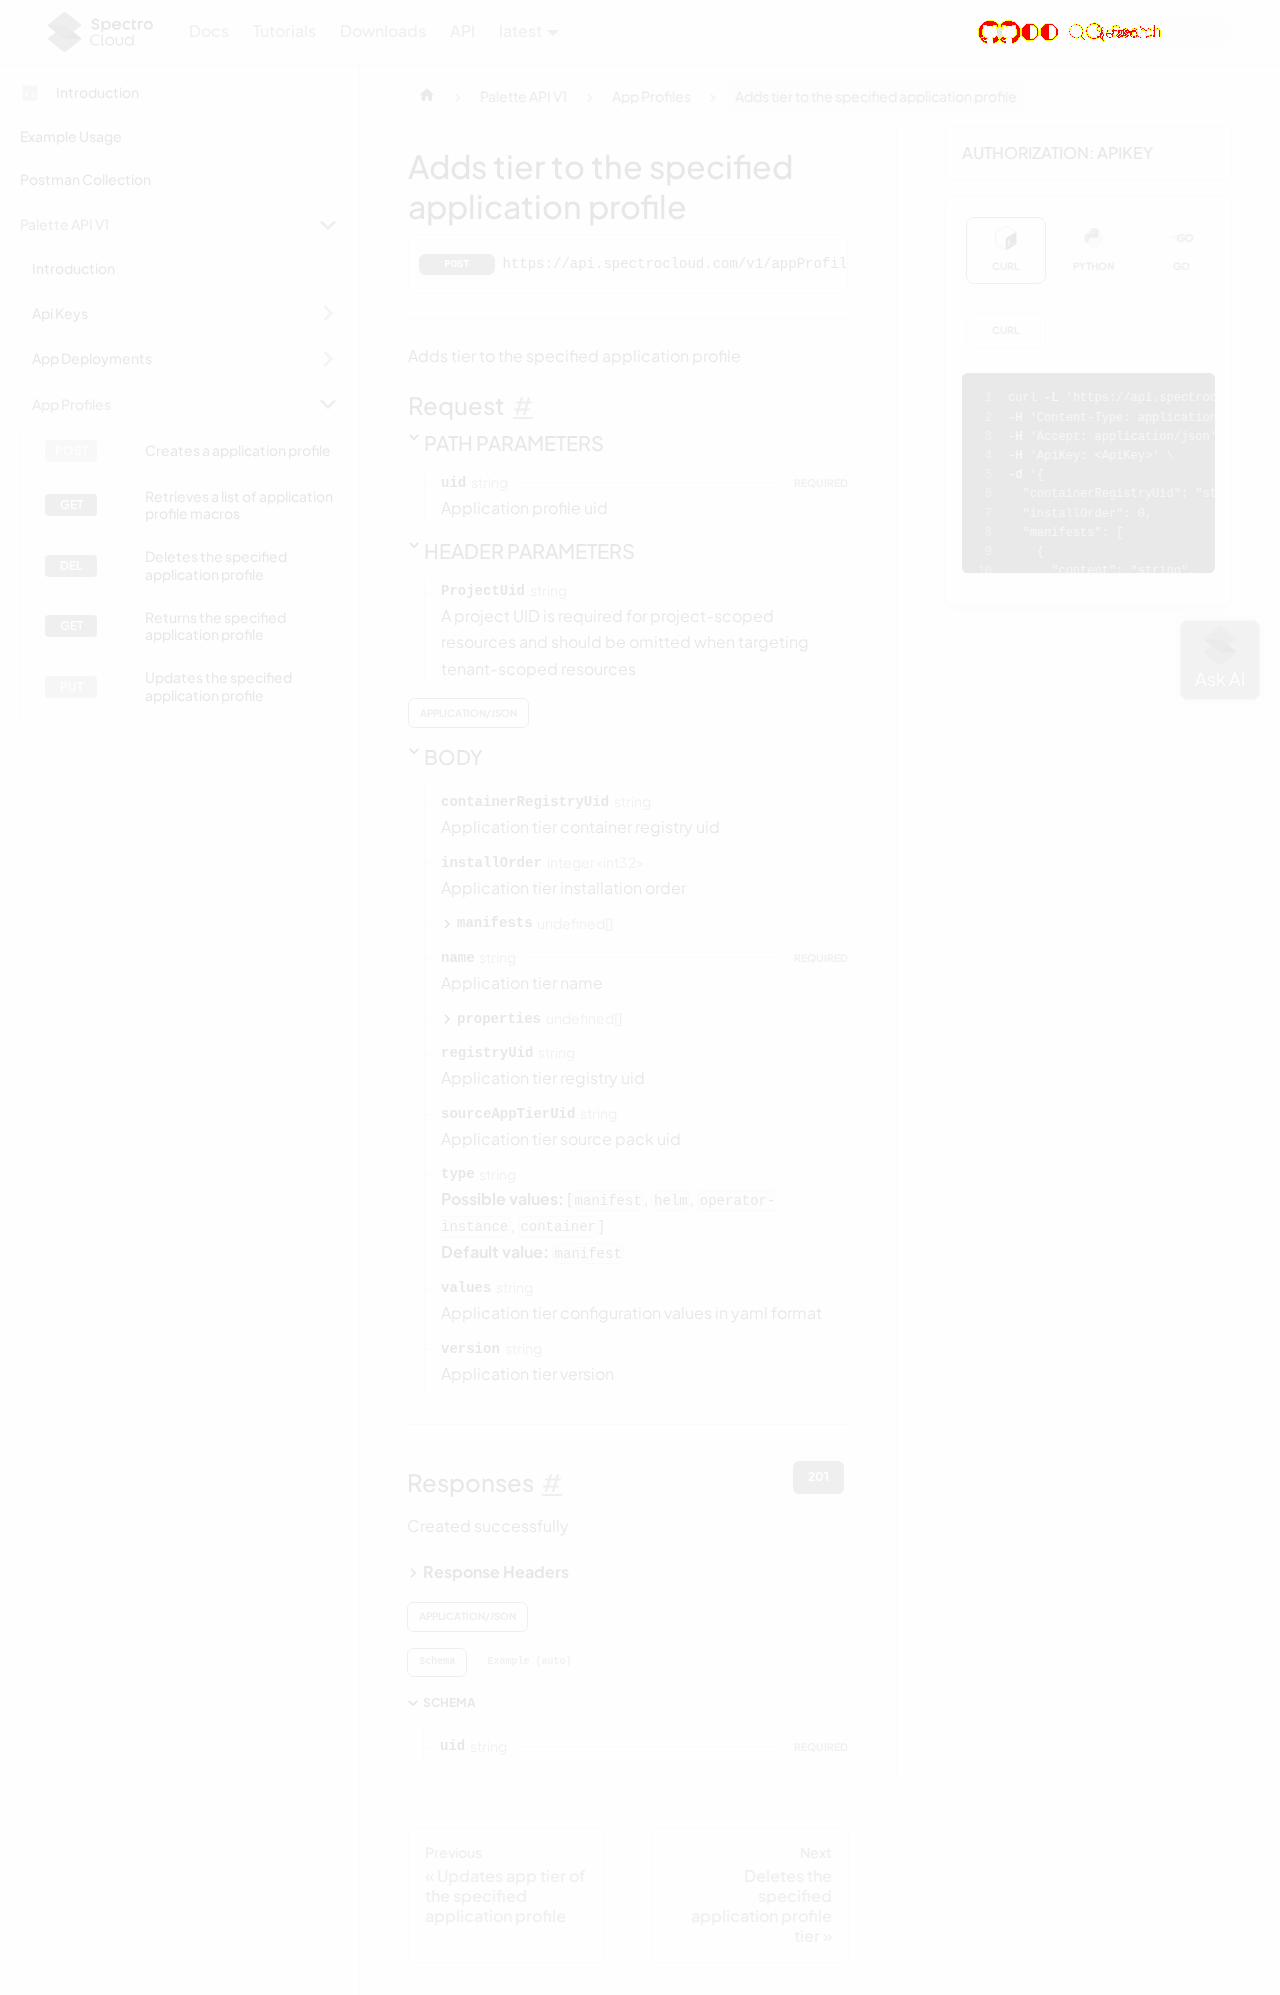 Spectro
Cloud
Docs
Tutorials
Downloads
API
latest
Introduction
Example Usage
Postman Collection
Palette API V1
Introduction
Api Keys
App Deployments
App Profiles
POST Creates a application profile
GET Retrieves a list of application
profile macros
DEL Deletes the specified
application profile
GET Returns the specified
application profile
PUT Updates the specified
application profile
Palette API V1
App Profiles
Adds tier to the specified application profile
Adds tier to the specified
application profile
POST https://api.spectrocloud.com/v1/appProfil
Adds tier to the specified application profile
Request #
PATH PARAMETERS
uid string REQUIRED
Application profile uid
HEADER PARAMETERS
ProjectUid string
A project UID is required for project-scoped
resources and should be omitted when targeting
tenant-scoped resources
APPLICATION/JSON
BODY
containerRegistryUid string
Application tier container registry uid
installOrder integer<int32>
Application tier installation order
manifests undefined[]
name string REQUIRED
Application tier name
properties undefined[]
registryUid string
Application tier registry uid
sourceAppTierUid string
Application tier source pack uid
type string
Possible values: [manifest, helm, operator-
instance, container]
Default value: manifest
values string
Application tier configuration values in yaml format
version string
Application tier version
Responses #
201
Created successfully
Response Headers
APPLICATION/JSON
Schema Example (auto)
SCHEMA
uid string REQUIRED
Previous
« Updates app tier of
the specified
application profile
Next
Deletes the
specified
application profile
tier »
AUTHORIZATION: APIKEY
CURL PYTHON GO
CURL
1 curl -L 'https://api.spectroc
2 -H 'Content-Type: application
3 -H 'Accept: application/json'
4 -H 'ApiKey: <ApiKey>' \
5 -d '{
6 "containerRegistryUid": "st
7 "installOrder": 0,
8 "manifests": [
9 {
10 "content": "string"
Ask AI